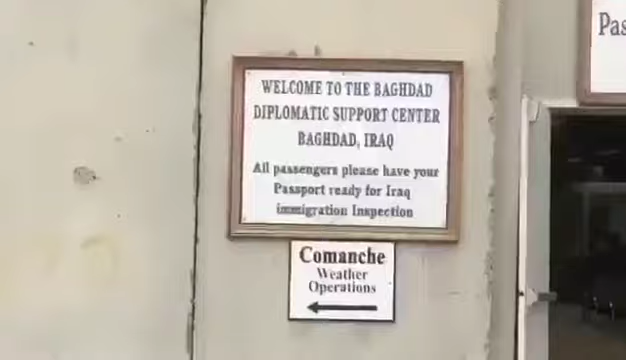 WELCOME TO THE BAGHDAD
DIPLOMATIC SUPPORT CENTER
BAGHDAD, IRAQ
All passengers please have your
Passport ready for Iraq
immigration Inspection
Comanche
Weather
Operations
Pas